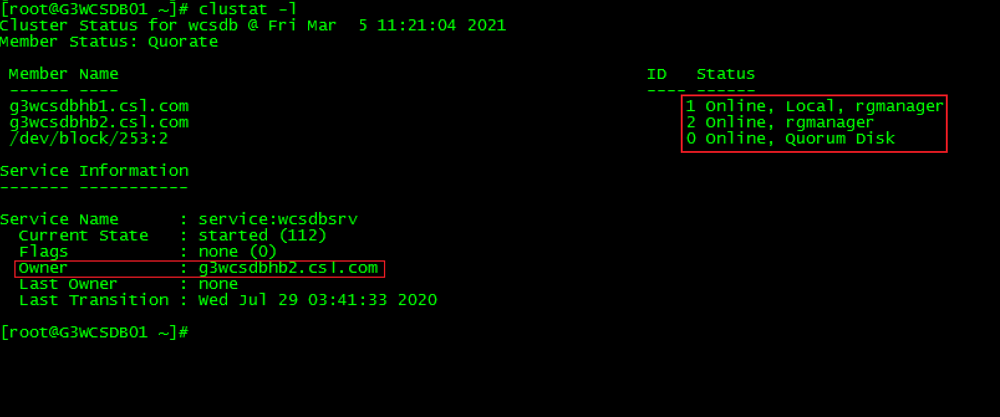 [root@G3WCSDB01 ~]# clustat -l
Cluster Status for wcsdb @ Fri Mar  5 11:21:04 2021
Member Status: Quorate
Member Name ID Status
------ ---- ---- ------
g3wcsdbhb1.csl.com 1 Online, Local, rgmanager
g3wcsdbhb2.csl.com 2 Online, rgmanager
/dev/block/253:2 0 Online, Quorum Disk
Service Information
------- -----------
Service Name : service:wcsdbsrv
Current State : started (112)
Flags : none (0)
Owner : g3wcsdbhb2.csl.com
Last Owner : none
Last Transition : Wed Jul 29 03:41:33 2020
[root@G3WCSDB01 ~]#